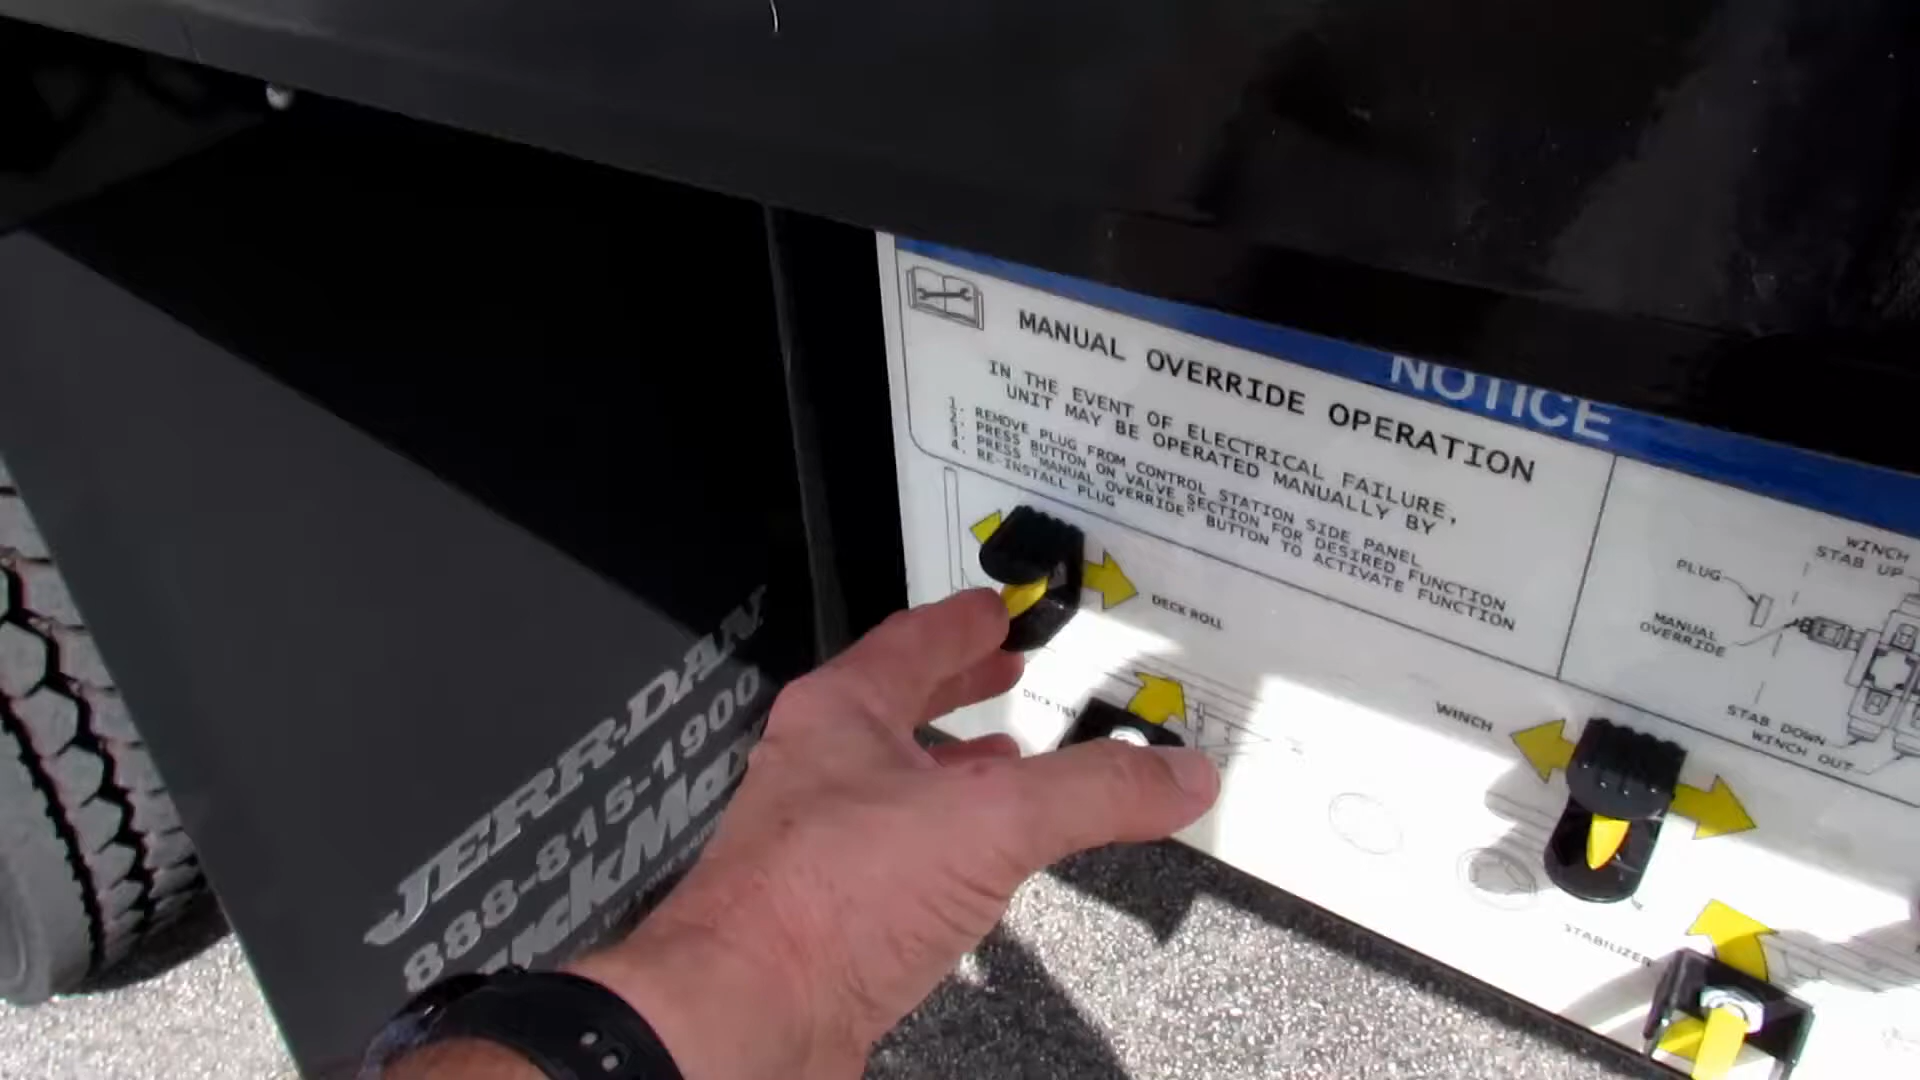 NOTICE
MANUAL OVERRIDE OPERATION
IN THE EVENT OF ELECTRICAL FAILURE,
UNIT MAY BE OPERATED MANUALLY BY
1. REMOVE PLUG FROM CONTROL STATION SIDE PANEL
2. PRESS BUTTON ON VALVE SECTION FOR DESIRED FUNCTION
3. PRESS "MANUAL OVERRIDE" BUTTON TO ACTIVATE FUNCTION
4. RE-INSTALL PLUG
WINCH
STAB UP
PLUG
MANUAL
OVERRIDE
STAB DOWN
WINCH OUT
DECK ROLL
DECK TILT
WINCH
STABILIZER
JERR-DAN
888-815-1900